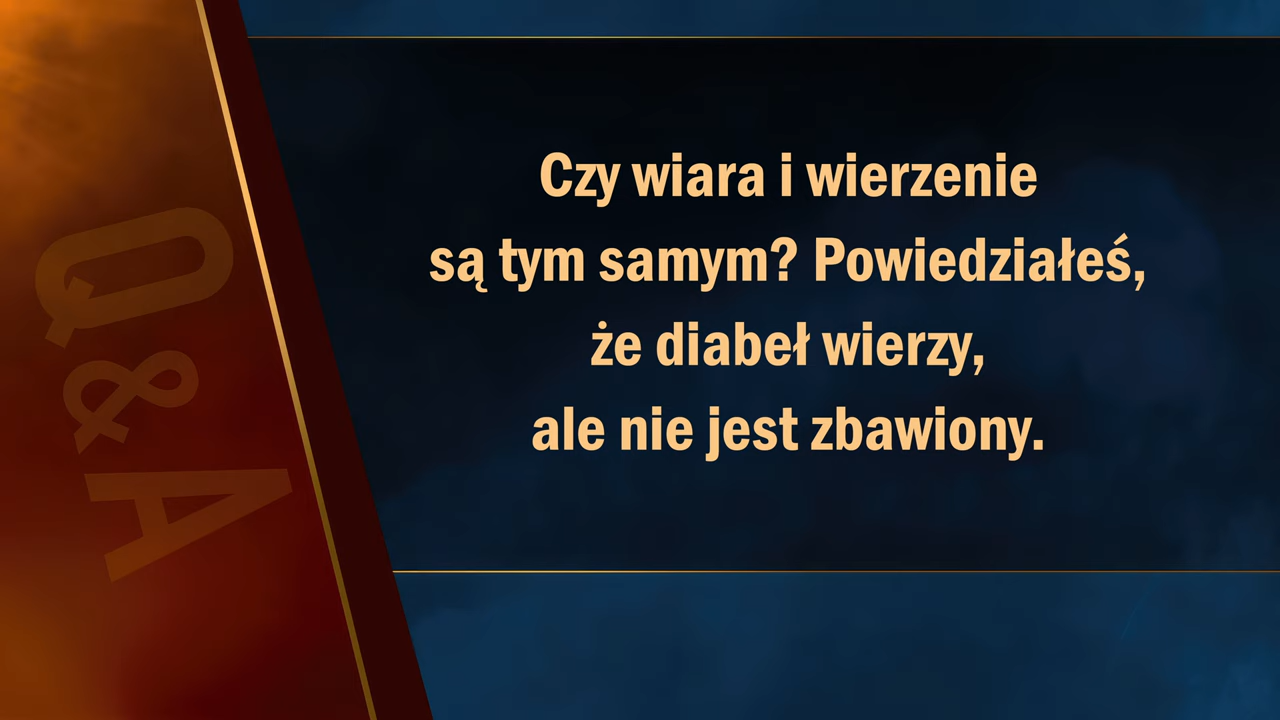 Q&A
Czy wiara i wierzenie
są tym samym? Powiedziałeś,
że diabeł wierzy,
ale nie jest zbawiony.